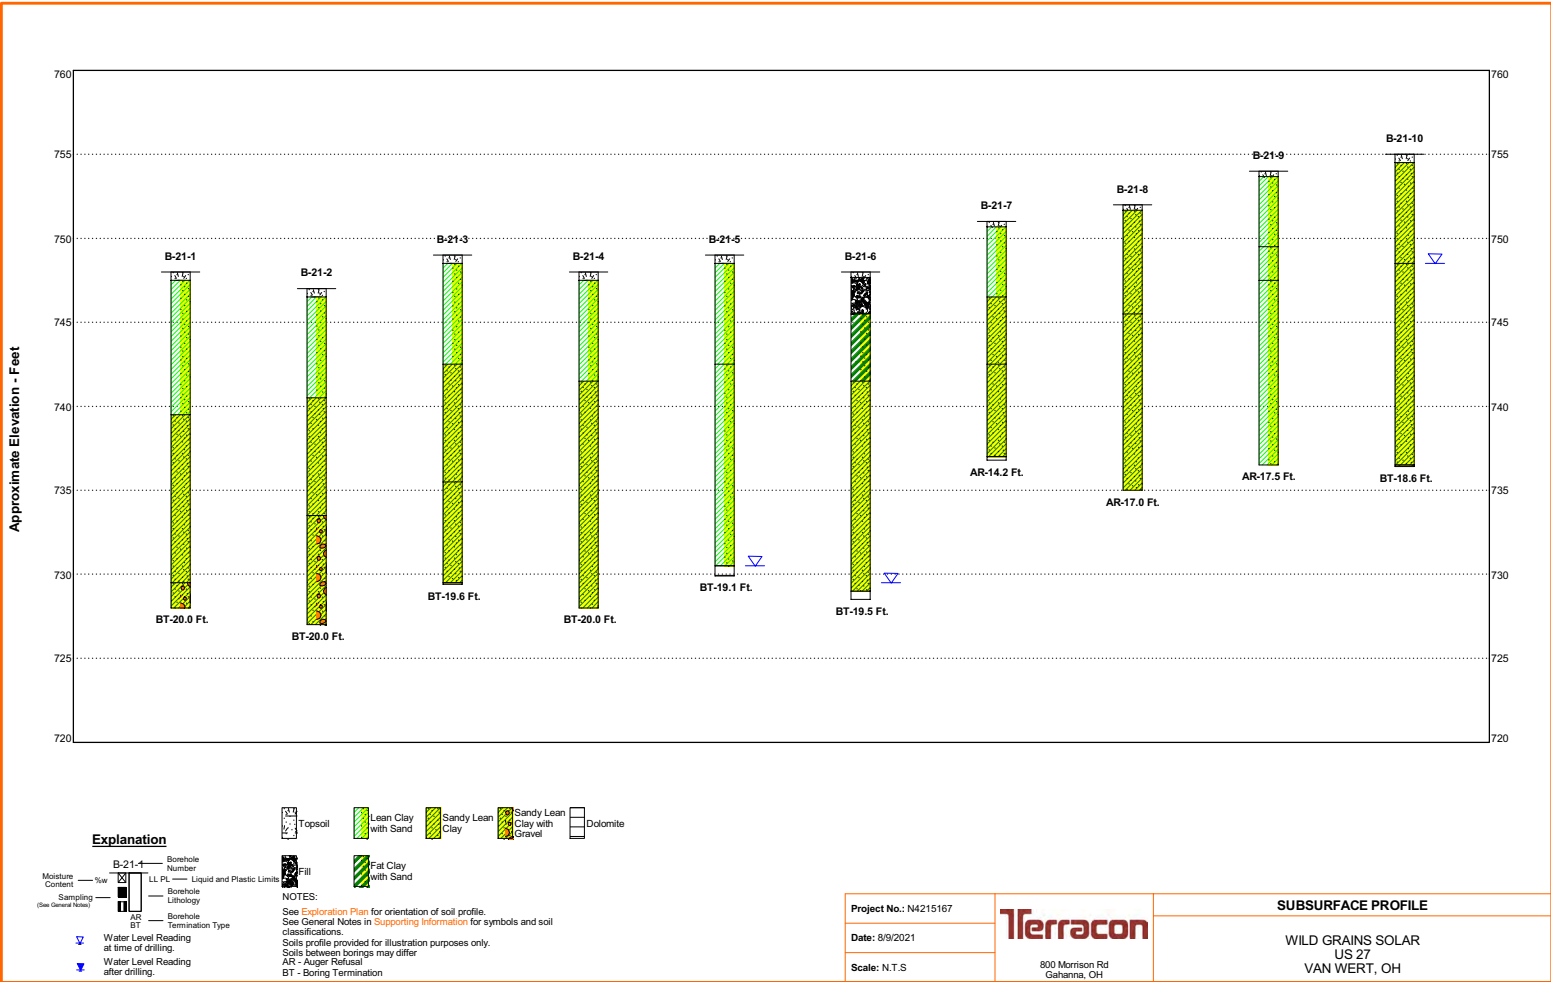 760
760
B-21-10
755
B-21-9
755
B-21-8
B-21-7
750
B-21-3
B-21-5
750
B-21-1
B-21-4
B-21-6
B-21-2
745
745
Approximate Elevation - Feet
740
740
AR-14.2 Ft.
AR-17.5 Ft.
BT-18.6 Ft.
735
AR-17.0 Ft.
735
730
BT-19.6 Ft.
BT-19.1 Ft.
730
BT-20.0 Ft.
BT-20.0 Ft.
BT-19.5 Ft.
BT-20.0 Ft.
725
725
720
720
Explanation
B-21-1
Borehole
Number
Moisture
Content
%w
LL PL
Liquid and Plastic Limits
Sampling
(See General Notes)
Borehole
Lithology
AR
BT
Borehole
Termination Type
Water Level Reading
at time of drilling.
Water Level Reading
after drilling.
Topsoil
Lean Clay
with Sand
Sandy Lean
Clay
Sandy Lean
Clay with
Gravel
Dolomite
Fill
Fat Clay
with Sand
NOTES:
See Exploration Plan for orientation of soil profile.
See General Notes in Supporting Information for symbols and soil
classifications.
Soils profile provided for illustration purposes only.
Soils between borings may differ
AR - Auger Refusal
BT - Boring Termination
Project No.: N4215167
Date: 8/9/2021
Scale: N.T.S
Terracon
800 Morrison Rd
Gahanna, OH
SUBSURFACE PROFILE
WILD GRAINS SOLAR
US 27
VAN WERT, OH